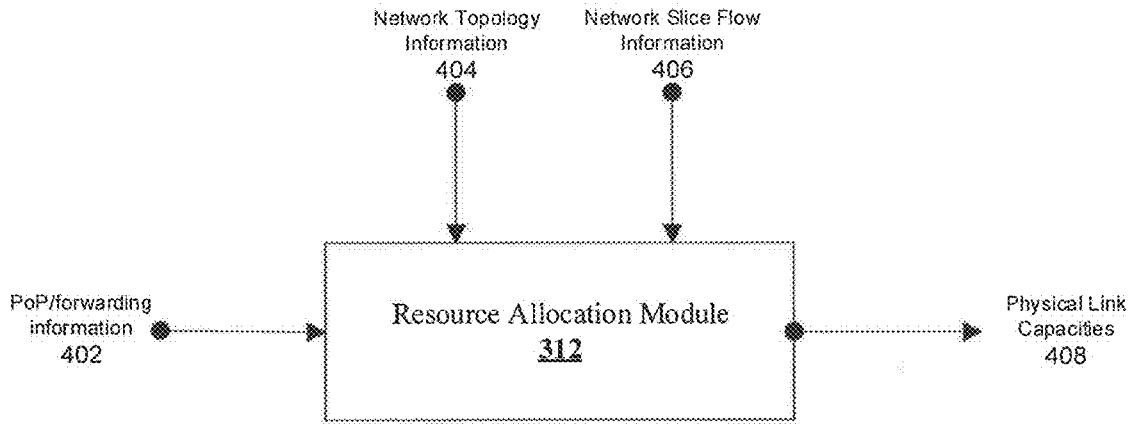 Network Topology
Information
404
Network Slice Flow
Information
406
PoP/forwarding
information
402
Resource Allocation Module
312
Physical Link
Capacities
408